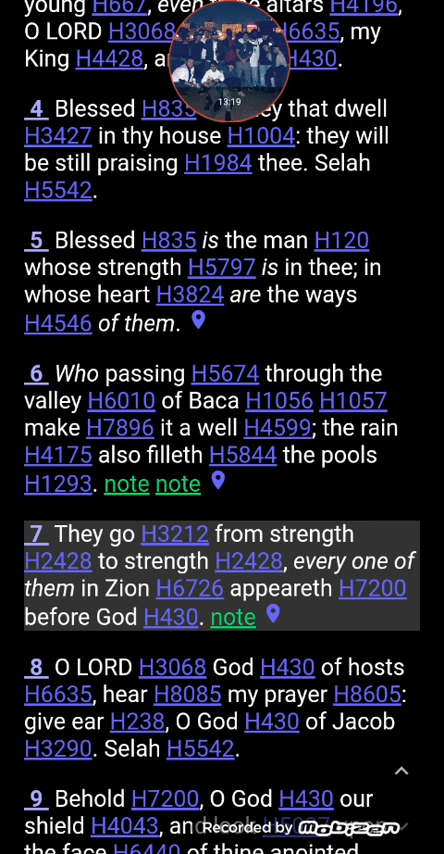 young H667, even thine altars H4196,
O LORD H3068 H6635, my
King H4428, a H430.
13:19
4 Blessed H835 they that dwell
H3427 in thy house H1004: they will
be still praising H1984 thee. Selah
H5542.
5 Blessed H835 is the man H120
whose strength H5797 is in thee; in
whose heart H3824 are the ways
H4546 of them.
6 Who passing H5674 through the
valley H6010 of Baca H1056 H1057
make H7896 it a well H4599; the rain
H4175 also filleth H5844 the pools
H1293. note note
7 They go H3212 from strength
H2428 to strength H2428, every one of
them in Zion H6726 appeareth H7200
before God H430. note
8 O LORD H3068 God H430 of hosts
H6635, hear H8085 my prayer H8605:
give ear H238, O God H430 of Jacob
H3290. Selah H5542.
9 Behold H7200, O God H430 our
shield H4043, and look
Recorded by MOBIZEN
the face H6440 of thine anointed